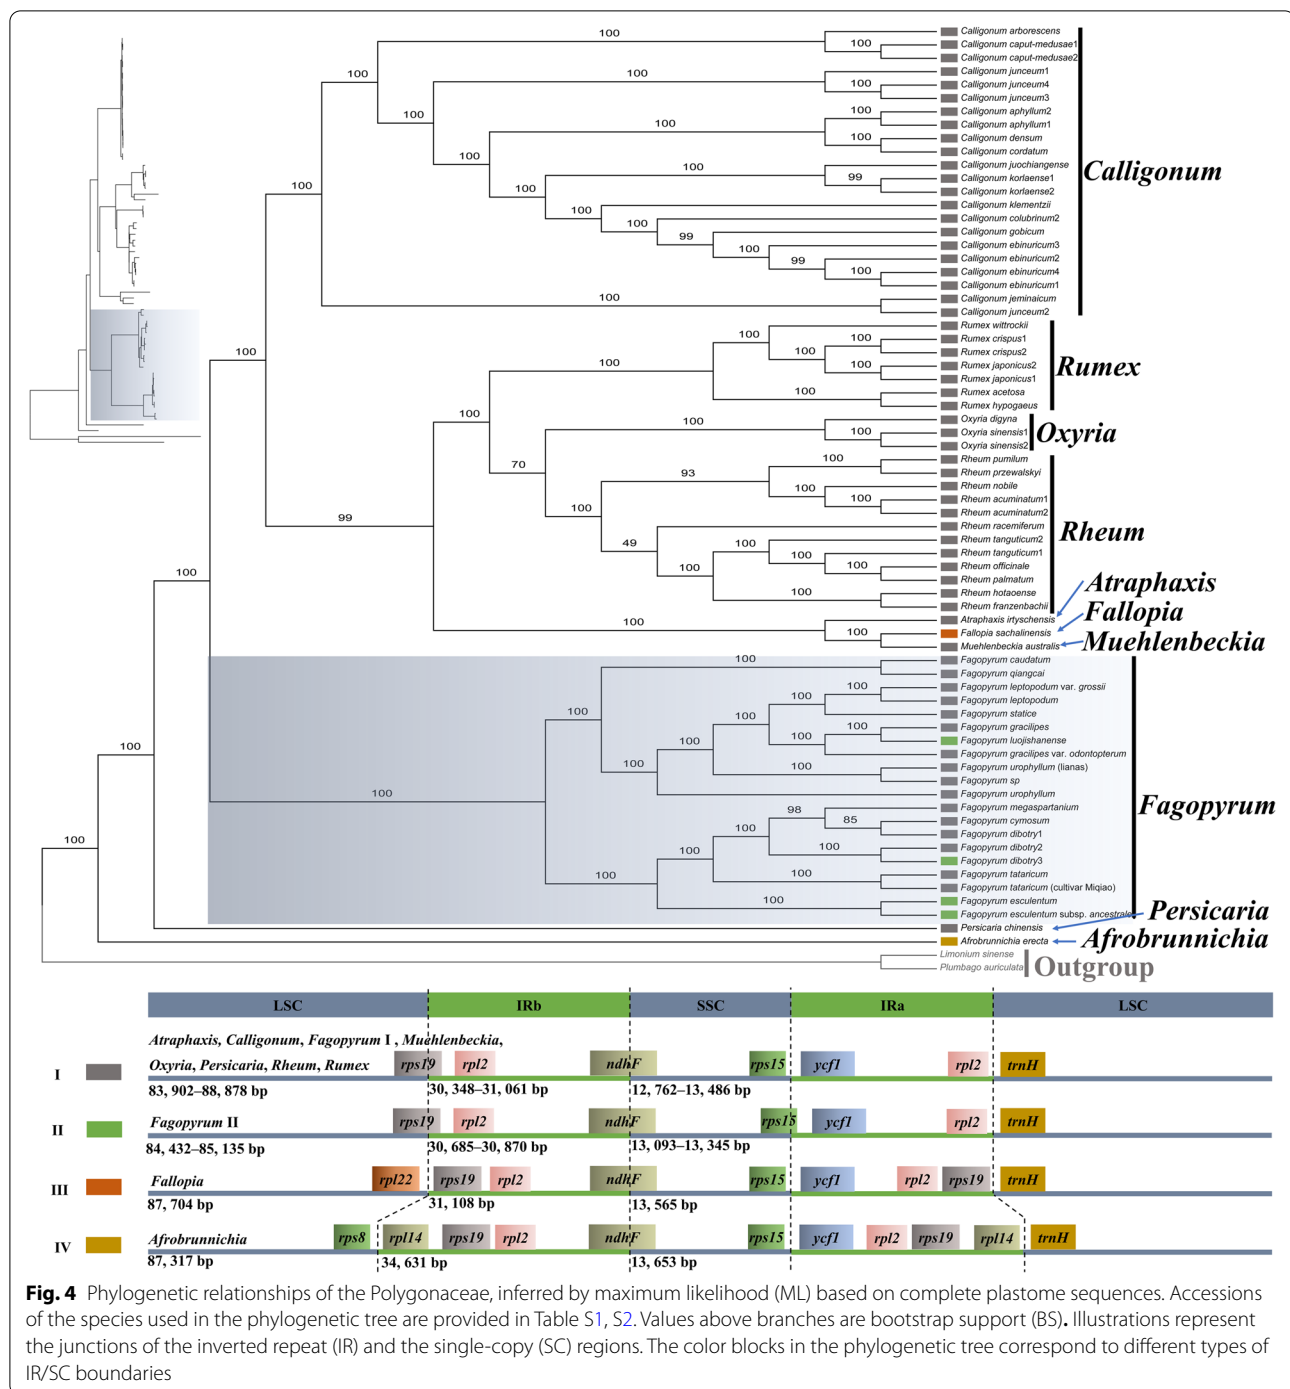 Calligonum arborescens
Calligonum caput-medusae1
Calligonum caput-medusae2
Calligonum junceum1
Calligonum junceum4
Calligonum junceum3
Calligonum aphyllum2
Calligonum aphyllum1
Calligonum densum
Calligonum cordatum
Calligonum juochiangense
Calligonum korlaense1
Calligonum korlaense2
Calligonum klementzii
Calligonum colubrinum2
Calligonum gobicum
Calligonum ebinuricum3
Calligonum ebinuricum2
Calligonum ebinuricum4
Calligonum ebinuricum1
Calligonum jeminaicum
Calligonum junceum2
Calligonum
100
100
100
100
100
100
100
100
100
100
100
100
99
100
100
99
100
99
100
100
100
Rumex wittrockii
Rumex crispus1
Rumex crispus2
Rumex japonicus2
Rumex japonicus1
Rumex acetosa
Rumex hypogaeus
Rumex
100
100
100
100
100
100
100
100
Oxyria digyna
Oxyria sinensis1
Oxyria sinensis2
Oxyria
100
100
70
Rheum pumilum
Rheum przewalskyi
Rheum nobile
Rheum acuminatum1
Rheum acuminatum2
Rheum racemiferum
Rheum tanguticum2
Rheum tanguticum1
Rheum officinale
Rheum palmatum
Rheum hotaoense
Rheum franzenbachii
Rheum
100
93
100
100
100
49
100
100
100
100
100
99
Atraphaxis irtyschensis
Fallopia sachalinensis
Muehlenbeckia australis
Atraphaxis
Fallopia
Muehlenbeckia
100
100
100
Fagopyrum caudatum
Fagopyrum qiangcai
Fagopyrum leptopodum var. grossii
Fagopyrum leptopodum
Fagopyrum statice
Fagopyrum gracilipes
Fagopyrum luojishanense
Fagopyrum gracilipes var. odontopterum
Fagopyrum urophyllum (lianas)
Fagopyrum sp
Fagopyrum urophyllum
Fagopyrum megaspartanium
Fagopyrum cymosum
Fagopyrum dibotry1
Fagopyrum dibotry2
Fagopyrum dibotry3
Fagopyrum tataricum
Fagopyrum tataricum (cultivar Miqiao)
Fagopyrum esculentum
Fagopyrum esculentum subsp. ancestrale
Fagopyrum
100
100
100
100
100
100
100
100
100
100
98
85
100
100
100
100
100
100
100
100
Persicaria chinensis
Persicaria
Afrobrunnichia erecta
Afrobrunnichia
Limonium sinense
Plumbago auriculata
Outgroup
LSC IRb SSC IRa LSC
Atraphaxis, Calligonum, Fagopyrum I , Muehlenbeckia,
I Oxyria, Persicaria, Rheum, Rumex rps19 rpl2 ndhF rps15 ycf1 rpl2 trnH
83, 902–88, 878 bp 30, 348–31, 061 bp 12, 762–13, 486 bp
II Fagopyrum II rps19 rpl2 ndhF rps15 ycf1 rpl2 trnH
84, 432–85, 135 bp 30, 685–30, 870 bp 13, 093–13, 345 bp
III Fallopia rpl22 rps19 rpl2 ndhF rps15 ycf1 rpl2 rps19 trnH
87, 704 bp 31, 108 bp 13, 565 bp
IV Afrobrunnichia rps8 rpl14 rps19 rpl2 ndhF rps15 ycf1 rpl2 rps19 rpl14 trnH
87, 317 bp 34, 631 bp 13, 653 bp
Fig. 4 Phylogenetic relationships of the Polygonaceae, inferred by maximum likelihood (ML) based on complete plastome sequences. Accessions
of the species used in the phylogenetic tree are provided in Table S1, S2. Values above branches are bootstrap support (BS). Illustrations represent
the junctions of the inverted repeat (IR) and the single-copy (SC) regions. The color blocks in the phylogenetic tree correspond to different types of
IR/SC boundaries